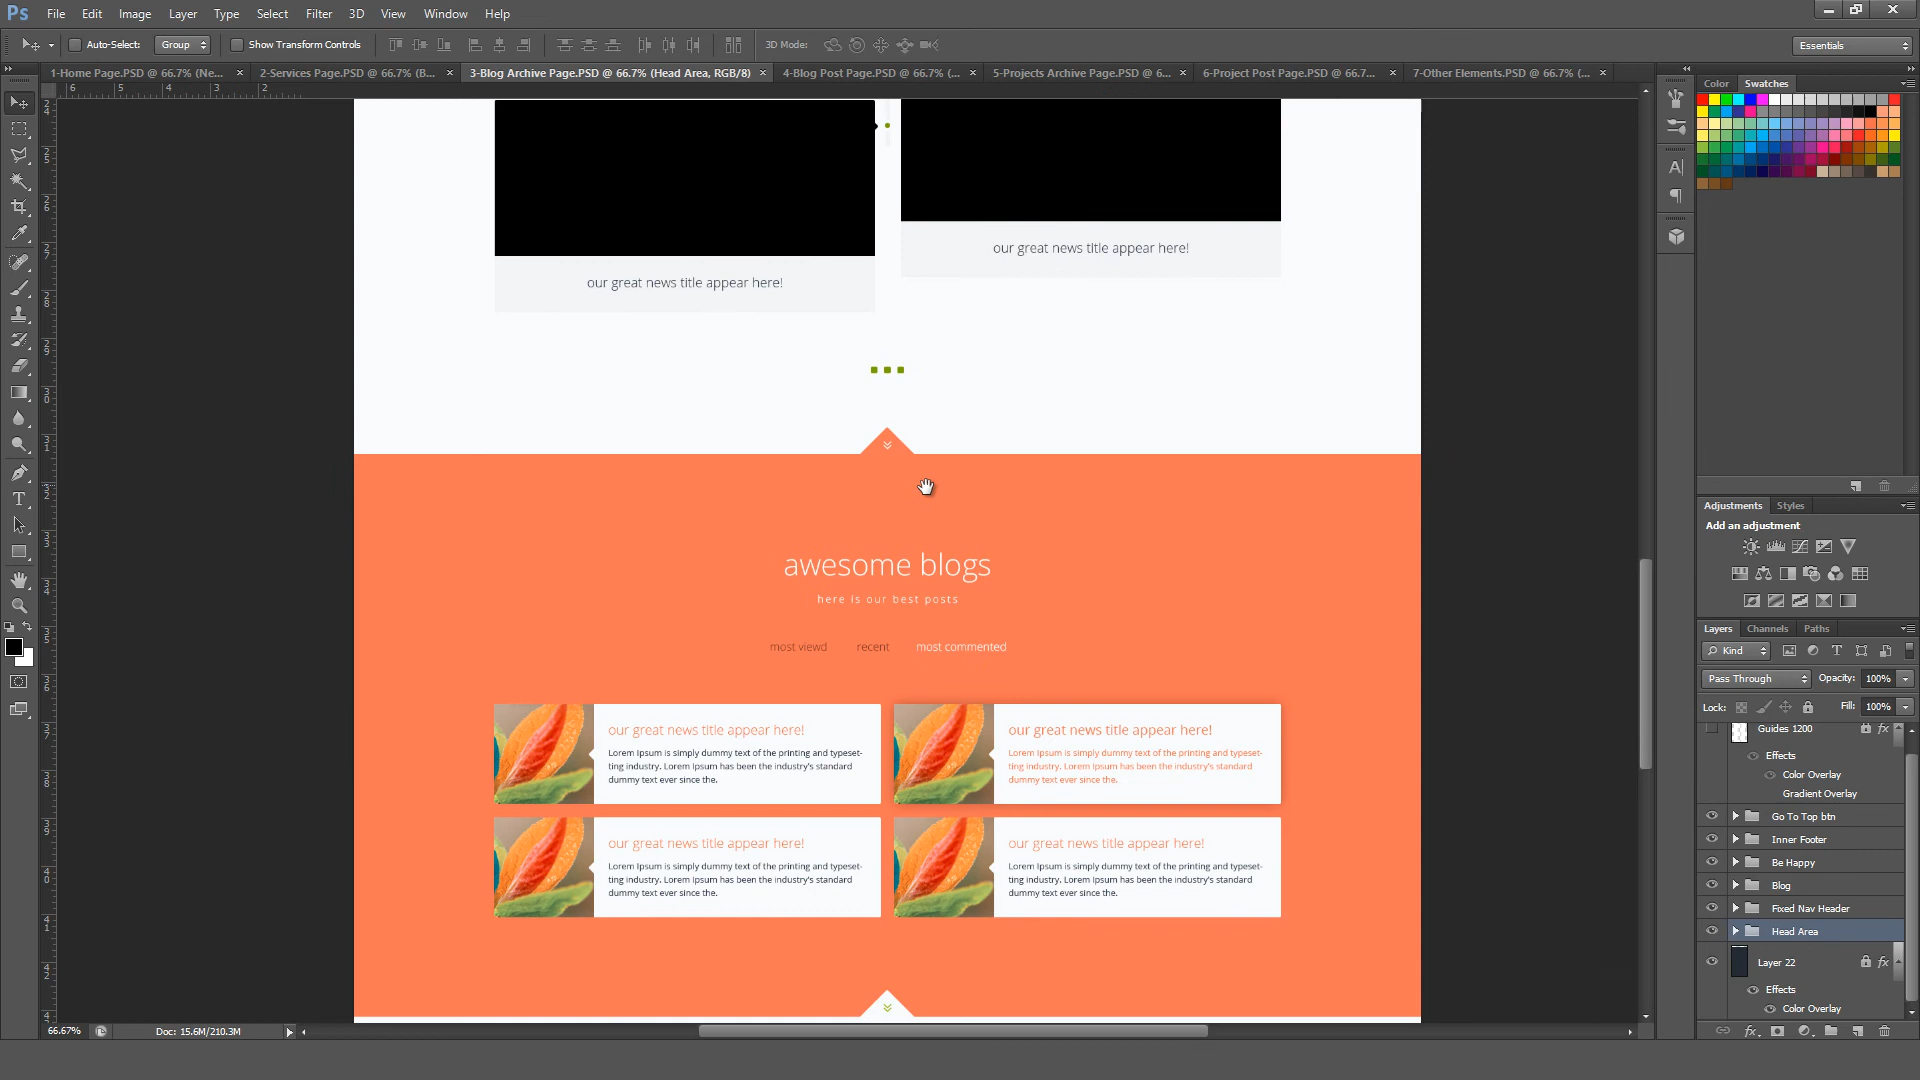 Ps File Edit Image Layer Type Select Filter 3D View Window Help
Auto-Select: Group Show Transform Controls 3D Mode: Essentials
1-Home Page.PSD @ 66.7% (Ne... × 2-Services Page.PSD @ 66.7% (B... × 3-Blog Archive Page.PSD @ 66.7% (Head Area, RGB/8) × 4-Blog Post Page.PSD @ 66.7% (... × 5-Projects Archive Page.PSD @ 6... × 6-Project Post Page.PSD @ 66.7... × 7-Other Elements.PSD @ 66.7% (... ×
6 5 4 3 2
Color Swatches
our great news title appear here!
our great news title appear here!
awesome blogs
here is our best posts
most viewd recent most commented
our great news title appear here!
Lorem Ipsum is simply dummy text of the printing and typeset-
ting industry. Lorem Ipsum has been the industry's standard
dummy text ever since the.
our great news title appear here!
Lorem Ipsum is simply dummy text of the printing and typeset-
ting industry. Lorem Ipsum has been the industry's standard
dummy text ever since the.
our great news title appear here!
Lorem Ipsum is simply dummy text of the printing and typeset-
ting industry. Lorem Ipsum has been the industry's standard
dummy text ever since the.
our great news title appear here!
Lorem Ipsum is simply dummy text of the printing and typeset-
ting industry. Lorem Ipsum has been the industry's standard
dummy text ever since the.
Adjustments Styles
Add an adjustment
Layers Channels Paths
Kind
Pass Through Opacity: 100%
Lock: Fill: 100%
Guides 1200 fx
Effects
Color Overlay
Gradient Overlay
Go To Top btn
Inner Footer
Be Happy
Blog
Fixed Nav Header
Head Area
Layer 22 fx
Effects
Color Overlay
66.67% Doc: 15.6M/210.3M